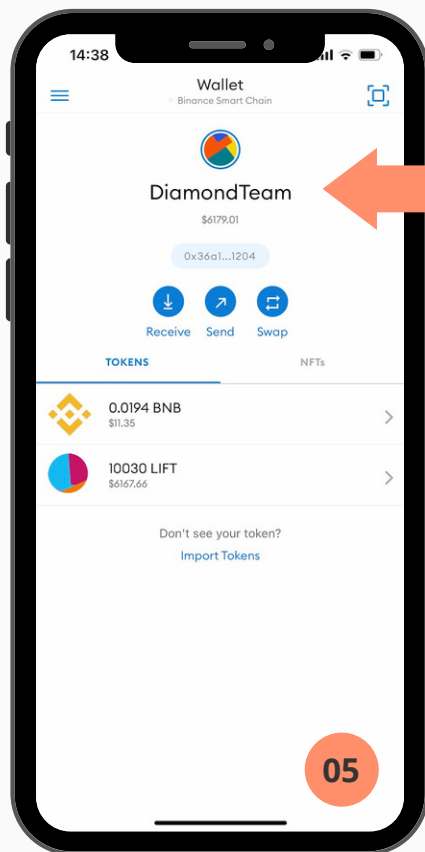 14:38
Wallet
Binance Smart Chain
DiamondTeam
$6179.01
0x36a1...1204
Receive Send Swap
TOKENS NFTs
0.0194 BNB
$11.35
10030 LIFT
$6167.66
Don't see your token?
Import Tokens
05